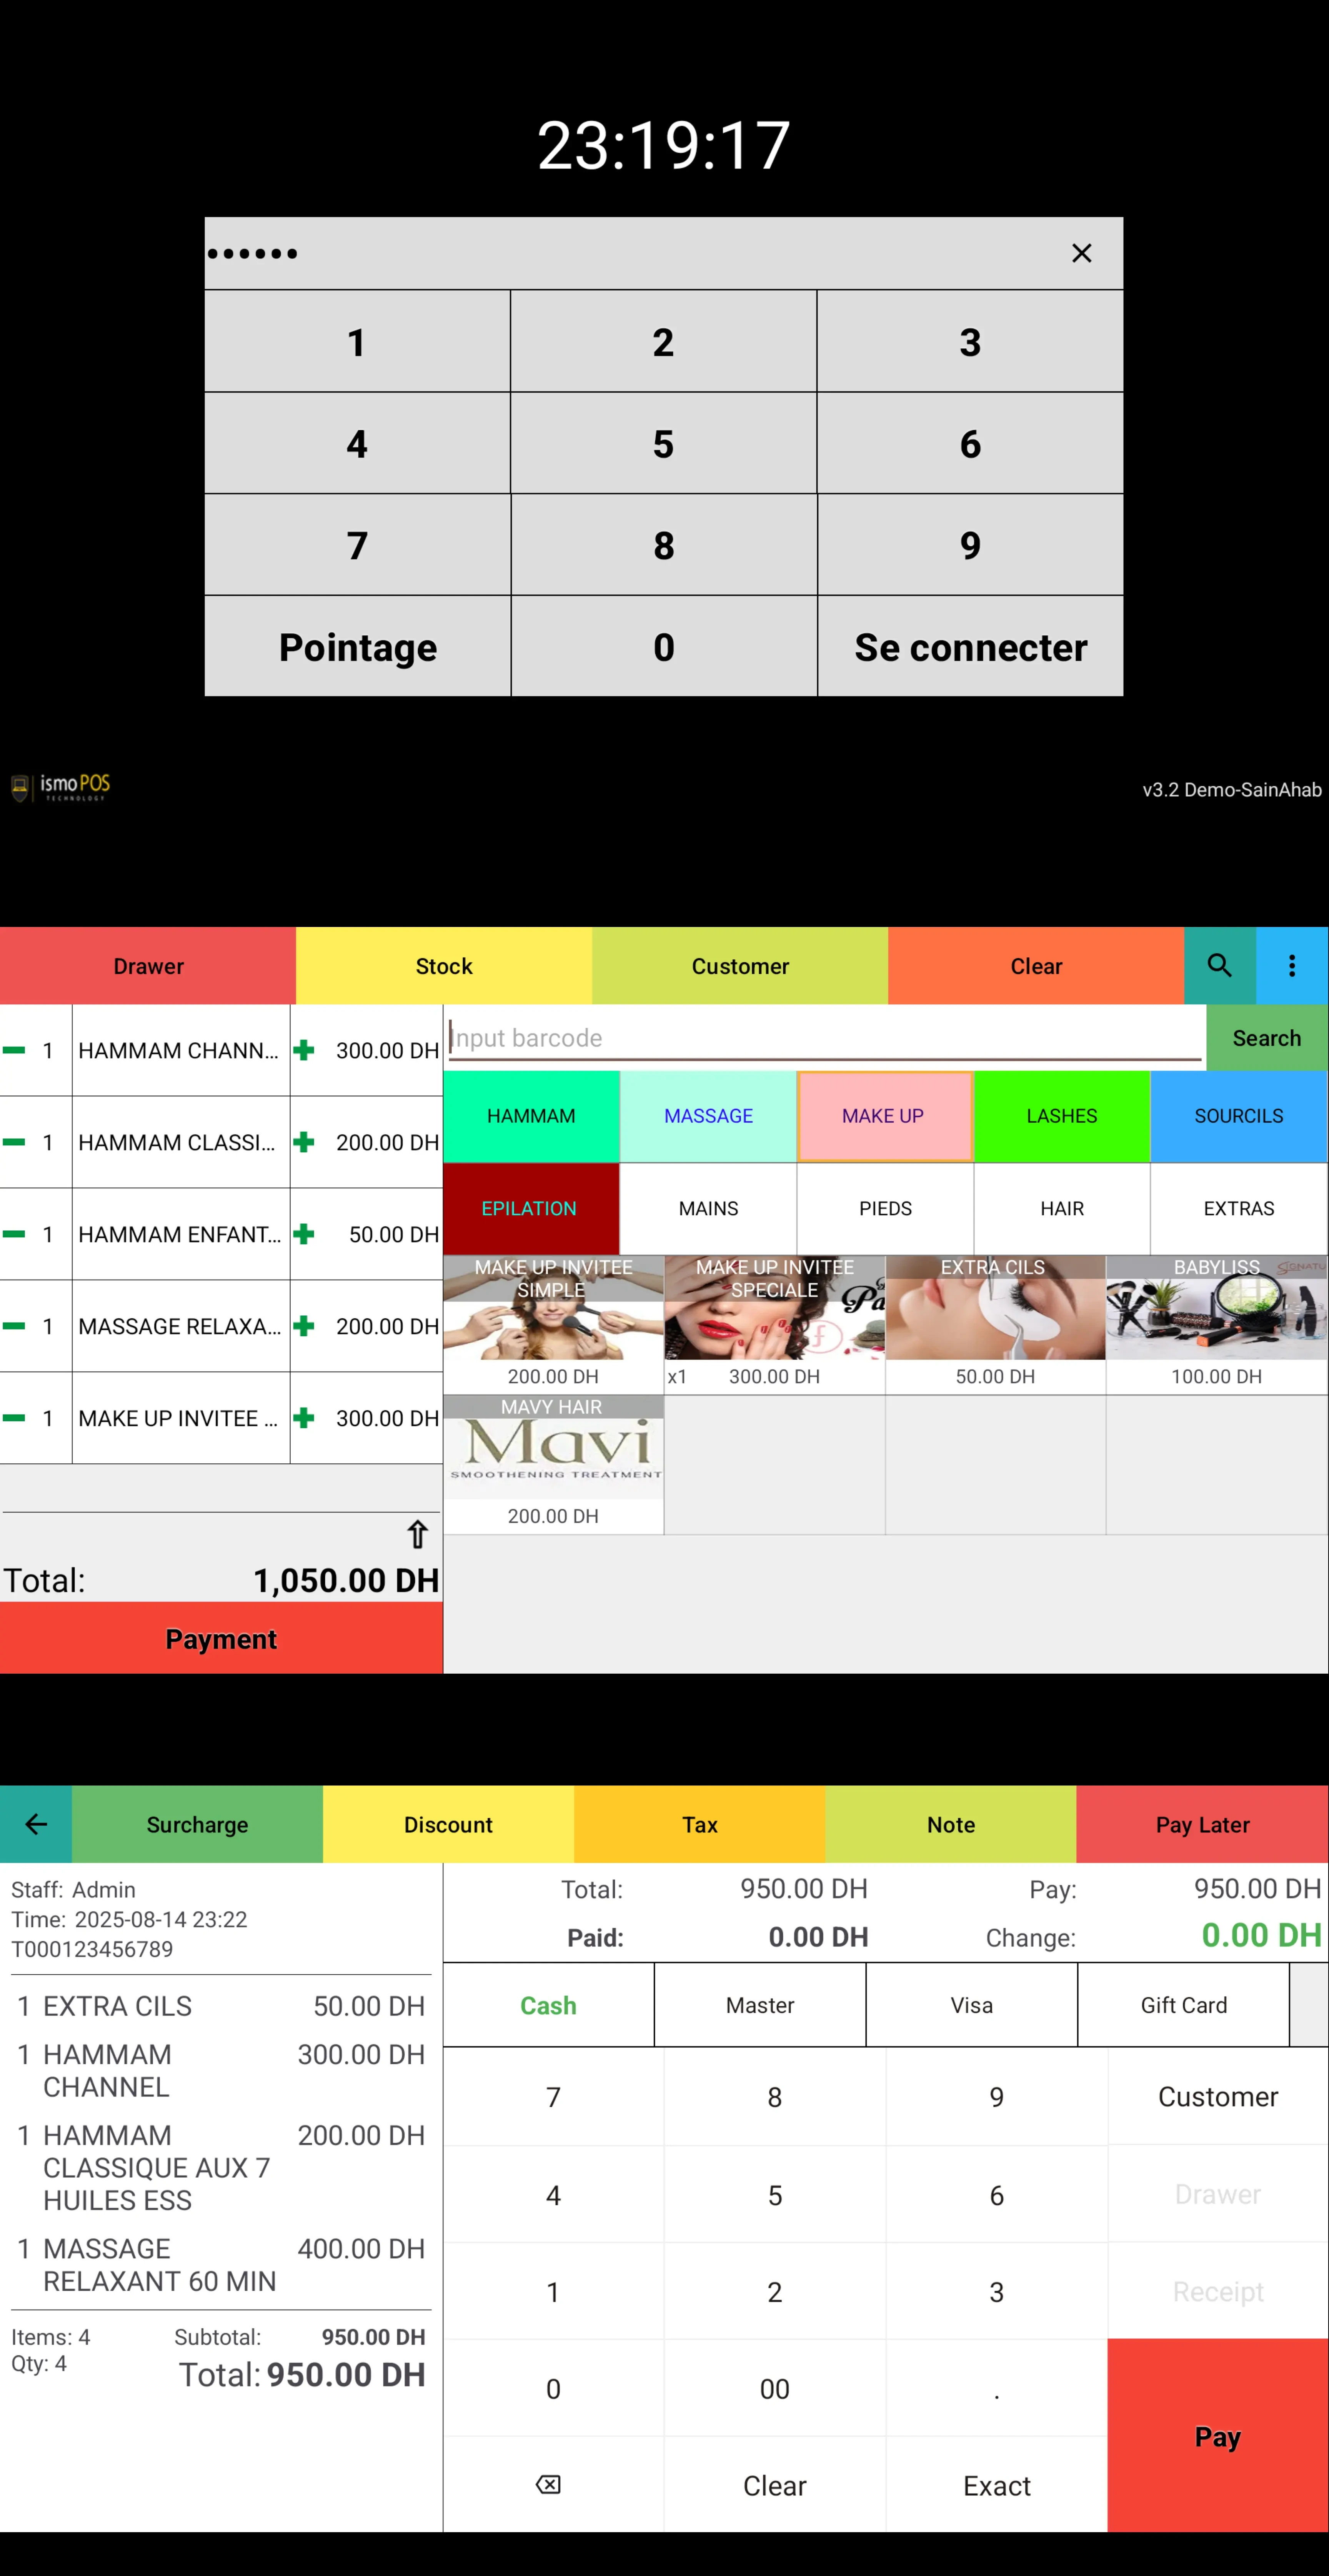 23:19:17
••••••
1 2 3
4 5 6
7 8 9
Pointage 0 Se connecter
ismoPOS
TECHNOLOGY
v3.2 Demo-SainAhab
Drawer Stock Customer Clear
1 HAMMAM CHANN... 300.00 DH
1 HAMMAM CLASSI... 200.00 DH
1 HAMMAM ENFANT... 50.00 DH
1 MASSAGE RELAXA... 200.00 DH
1 MAKE UP INVITEE ... 300.00 DH
Total: 1,050.00 DH
Payment
Input barcode Search
HAMMAM MASSAGE MAKE UP LASHES SOURCILS
EPILATION MAINS PIEDS HAIR EXTRAS
MAKE UP INVITEE
SIMPLE
200.00 DH
MAKE UP INVITEE
SPECIALE
Pa
x1 300.00 DH
EXTRA CILS
50.00 DH
BABYLISS
100.00 DH
MAVY HAIR
Mavi
SMOOTHENING TREATMENT
200.00 DH
Surcharge Discount Tax Note Pay Later
Staff: Admin
Time: 2025-08-14 23:22
T000123456789
1 EXTRA CILS 50.00 DH
1 HAMMAM 300.00 DH
CHANNEL
1 HAMMAM 200.00 DH
CLASSIQUE AUX 7
HUILES ESS
1 MASSAGE 400.00 DH
RELAXANT 60 MIN
Items: 4 Subtotal: 950.00 DH
Qty: 4
Total: 950.00 DH
Total: 950.00 DH Pay: 950.00 DH
Paid: 0.00 DH Change: 0.00 DH
Cash Master Visa Gift Card
7 8 9 Customer
4 5 6 Drawer
1 2 3 Receipt
0 00 .
Pay
Clear Exact